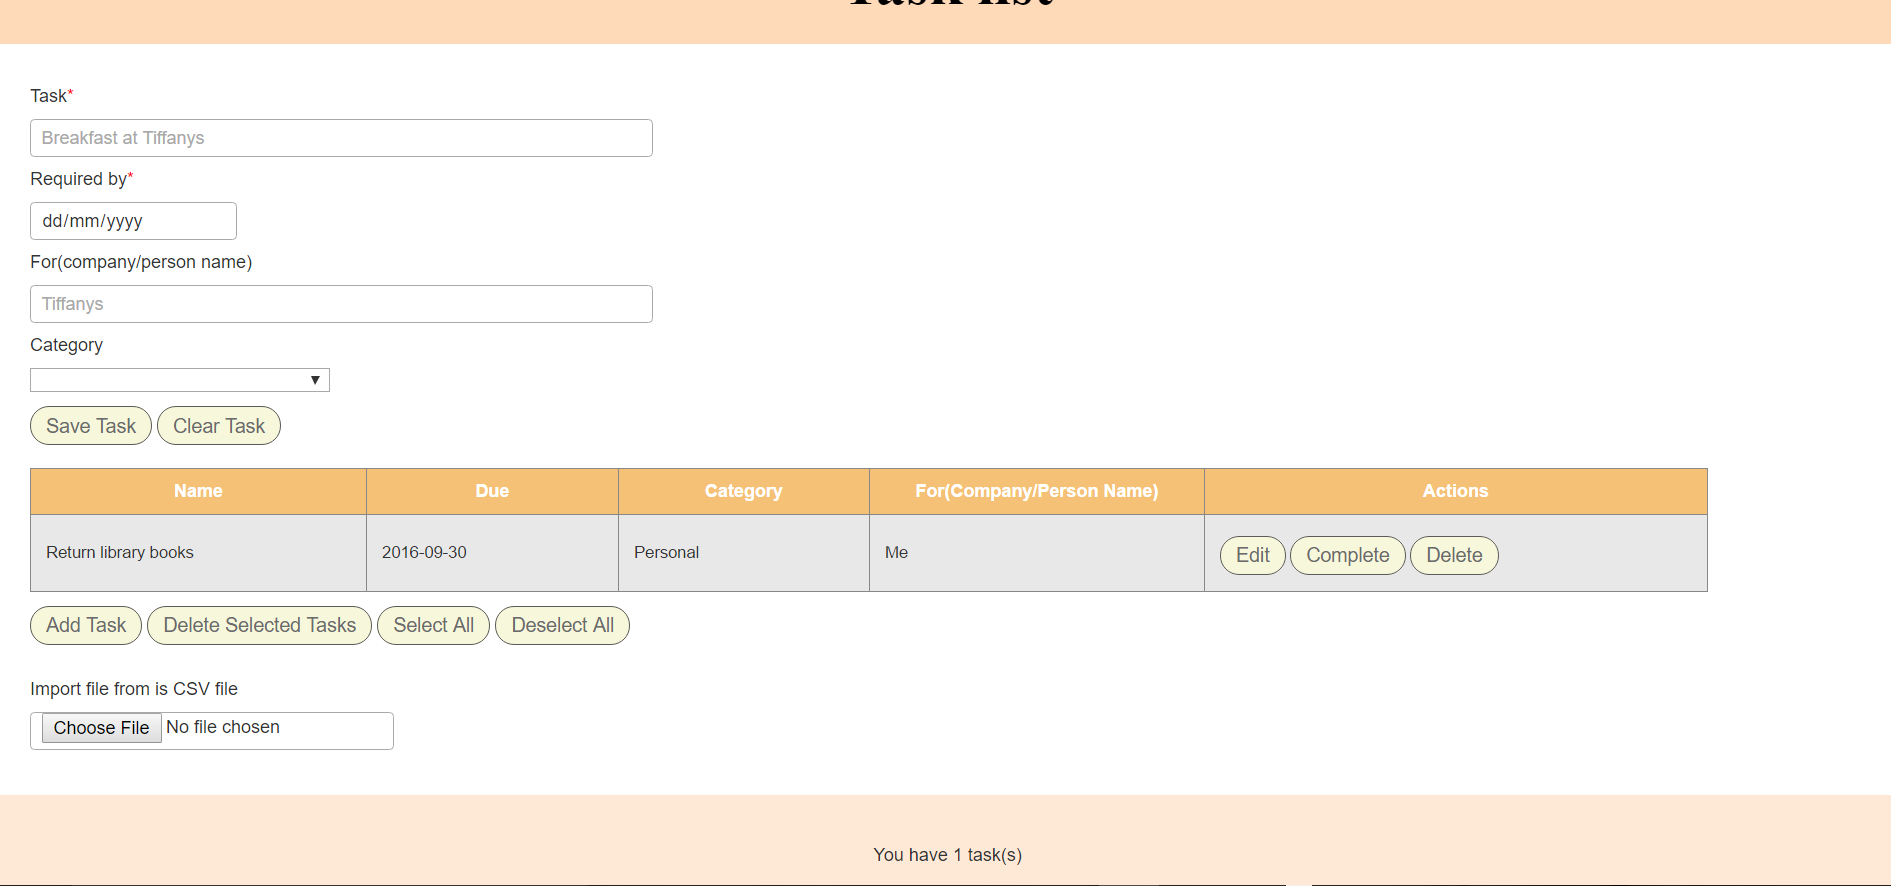 Task list
Task*
Breakfast at Tiffanys
Required by*
dd/mm/yyyy
For(company/person name)
Tiffanys
Category
Save Task Clear Task
Name Due Category For(Company/Person Name) Actions
Return library books 2016-09-30 Personal Me Edit Complete Delete
Add Task Delete Selected Tasks Select All Deselect All
Import file from is CSV file
Choose File No file chosen
You have 1 task(s)